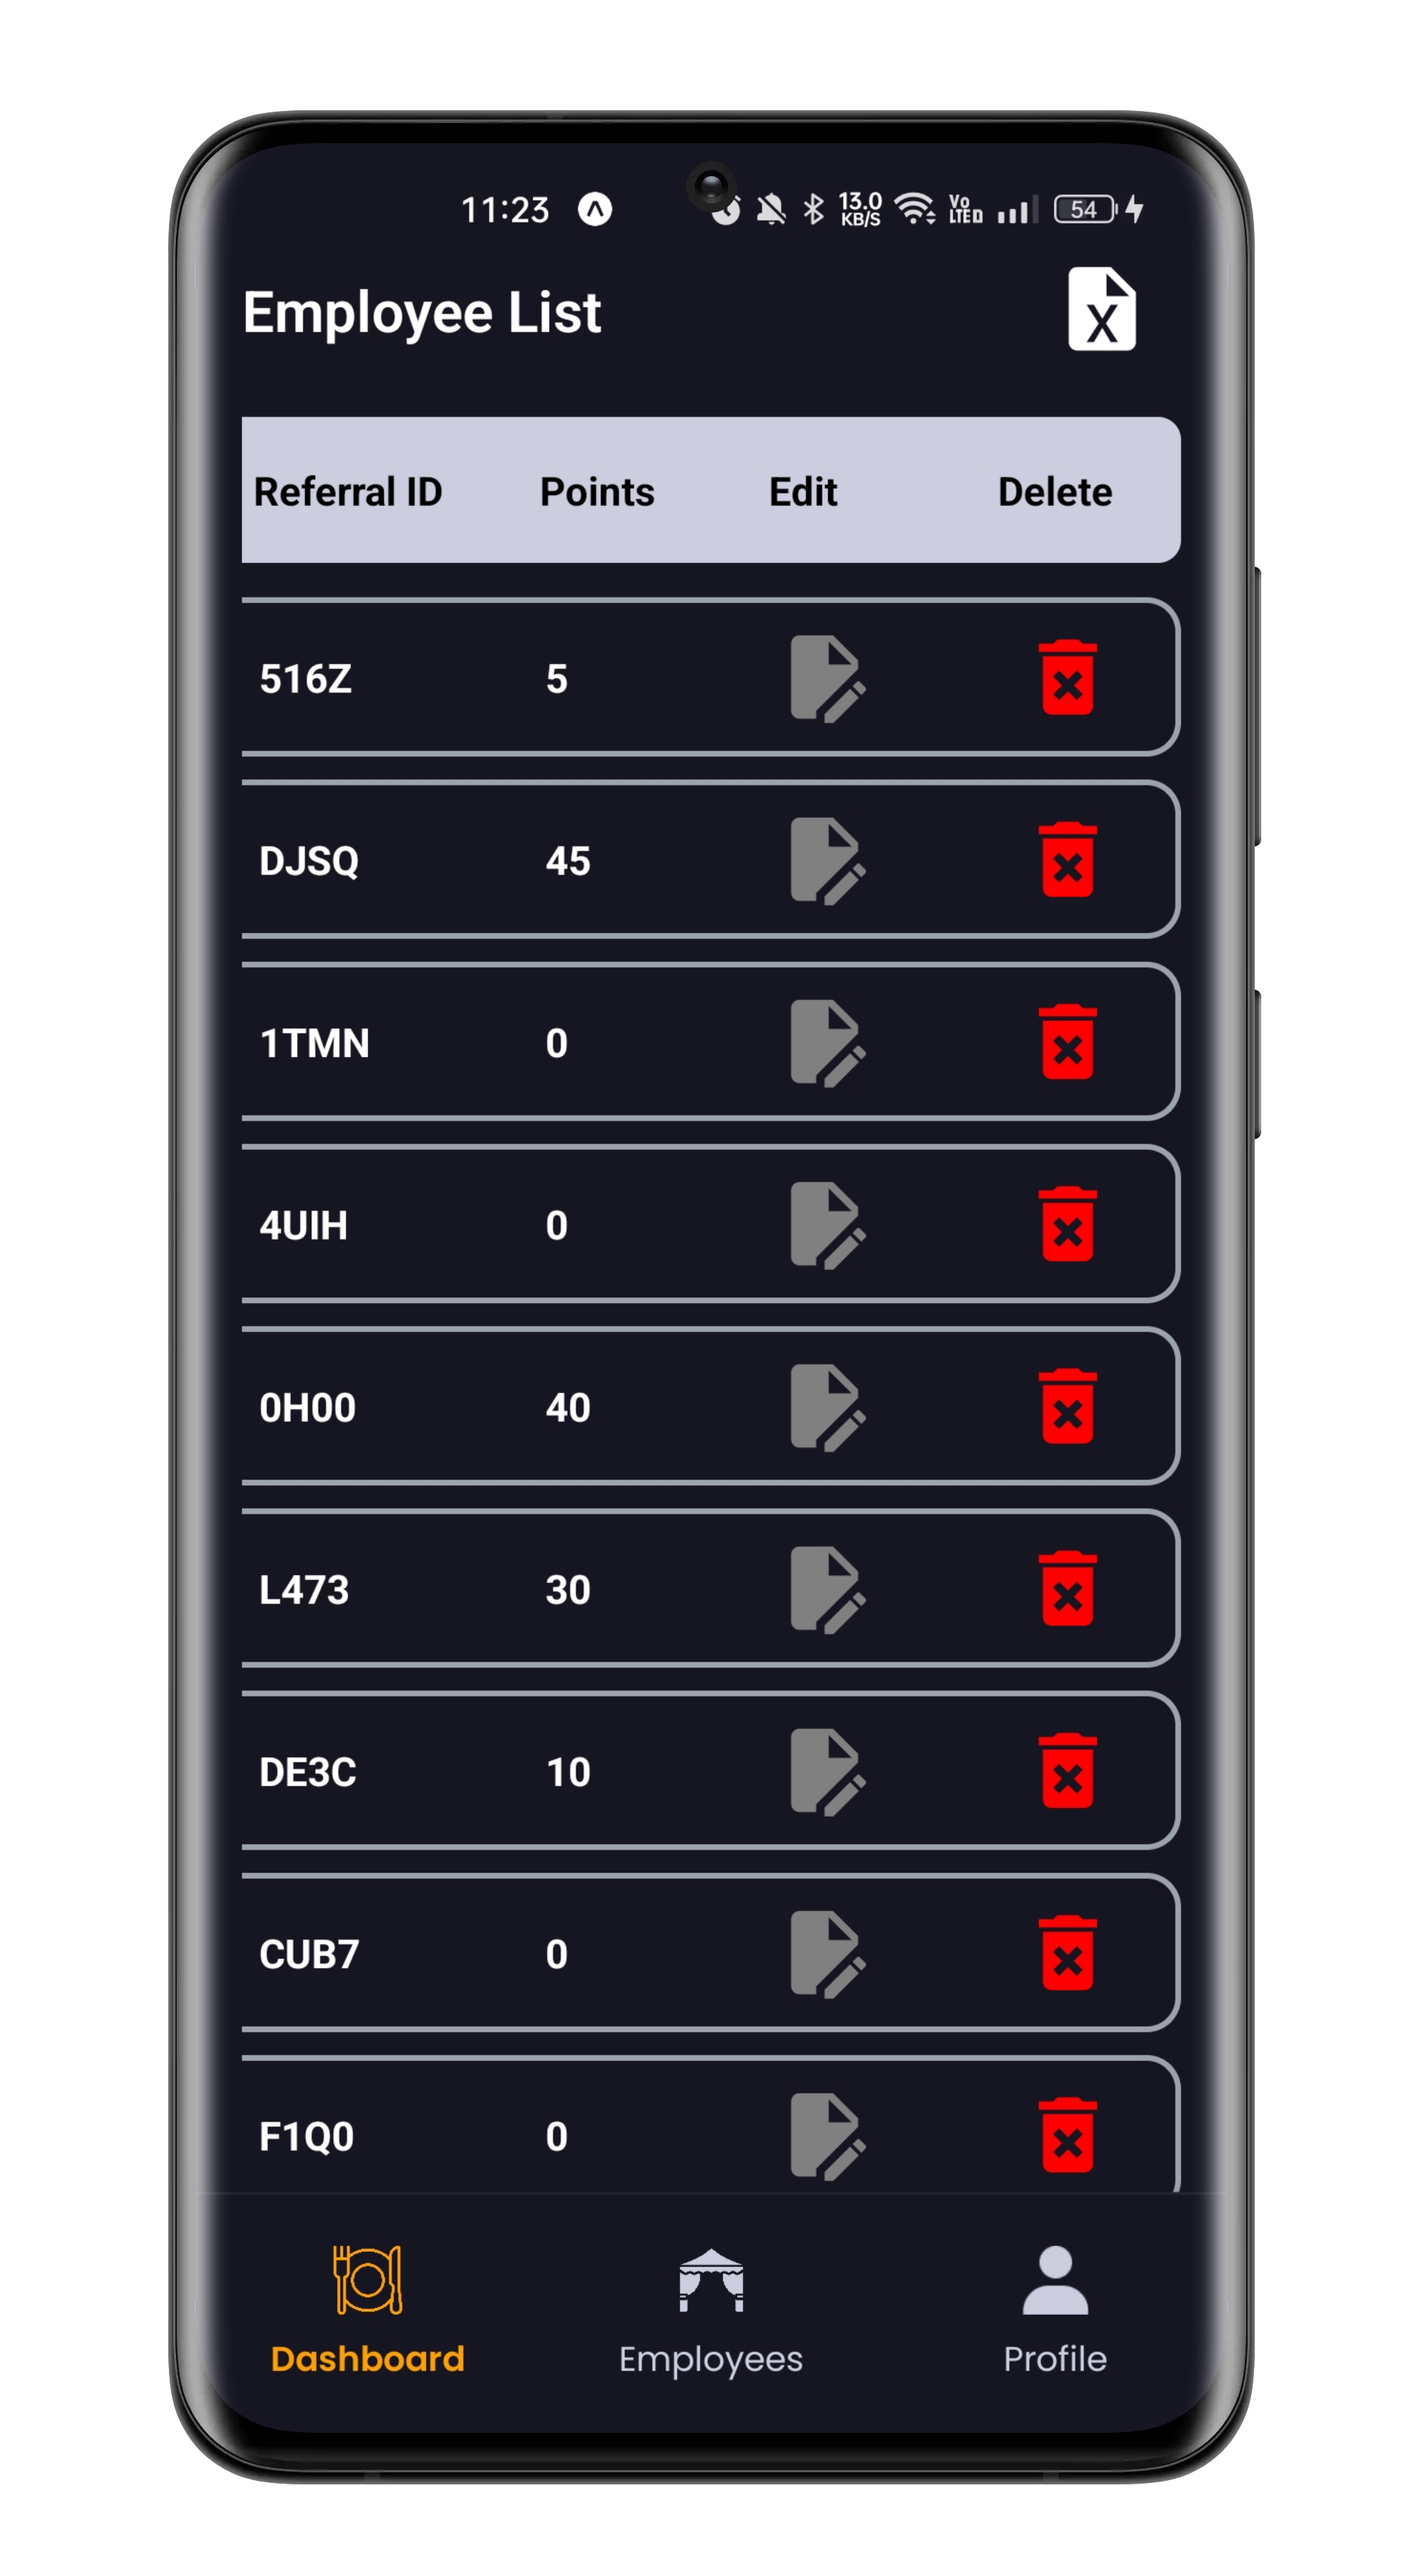 11:23 13.0 KB/S Vo LTE D 54
Employee List X
Referral ID Points Edit Delete
516Z 5
DJSQ 45
1TMN 0
4UIH 0
0H00 40
L473 30
DE3C 10
CUB7 0
F1Q0 0
Dashboard Employees Profile